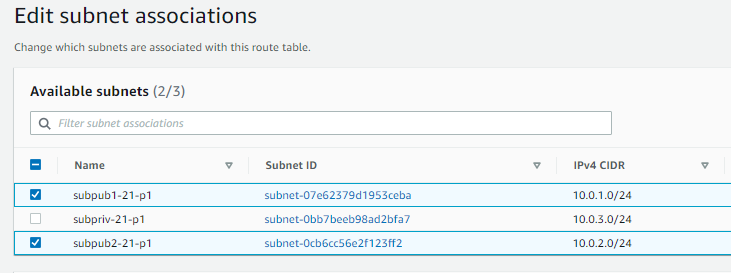 Edit subnet associations
Change which subnets are associated with this route table.
Available subnets (2/3)
Filter subnet associations
Name Subnet ID IPv4 CIDR
subpub1-21-p1 subnet-07e62379d1953ceba 10.0.1.0/24
subpriv-21-p1 subnet-0bb7beeb98ad2bfa7 10.0.3.0/24
subpub2-21-p1 subnet-0cb6cc56e2f123ff2 10.0.2.0/24